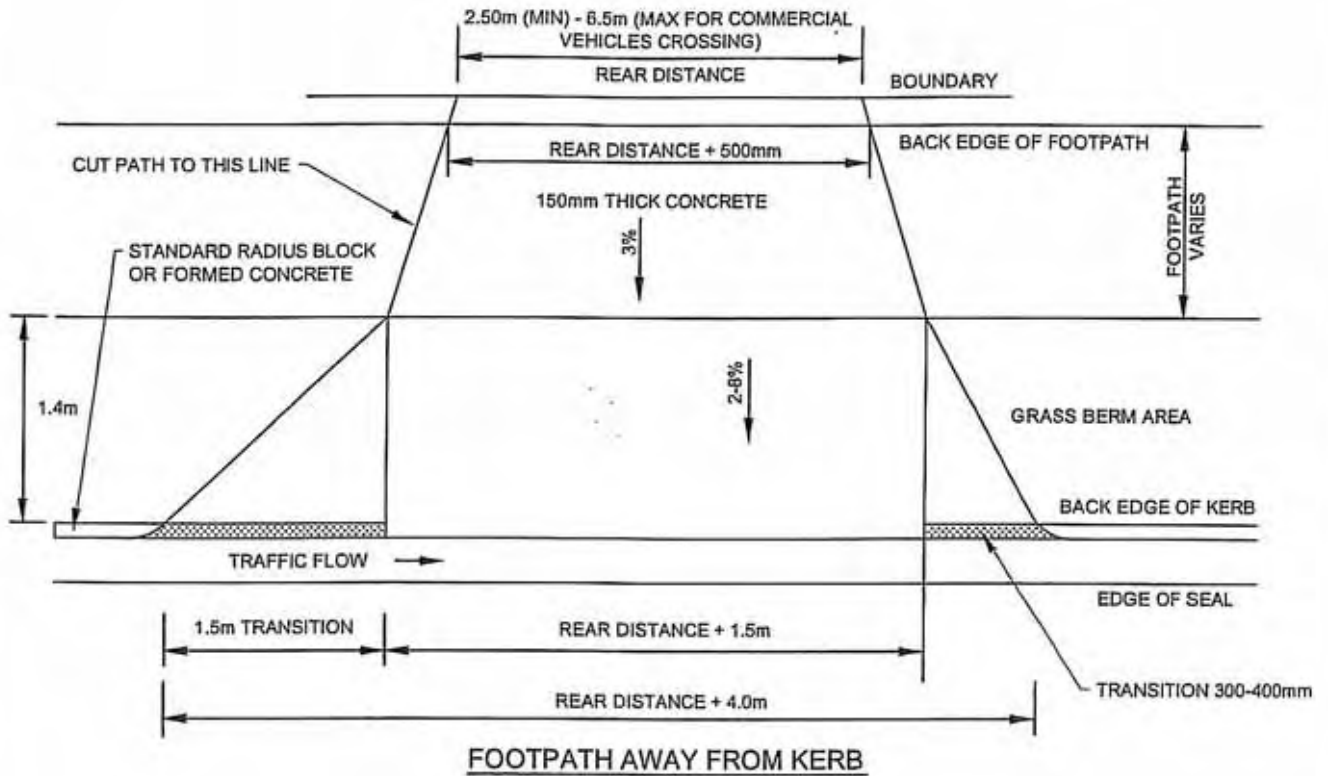 2.50m (MIN) - 6.5m (MAX FOR COMMERCIAL
VEHICLES CROSSING)
REAR DISTANCE
BOUNDARY
BACK EDGE OF FOOTPATH
CUT PATH TO THIS LINE
REAR DISTANCE + 500mm
150mm THICK CONCRETE
3%
FOOTPATH
VARIES
STANDARD RADIUS BLOCK
OR FORMED CONCRETE
1.4m
2-8%
GRASS BERM AREA
BACK EDGE OF KERB
TRAFFIC FLOW
EDGE OF SEAL
1.5m TRANSITION
REAR DISTANCE + 1.5m
TRANSITION 300-400mm
REAR DISTANCE + 4.0m
FOOTPATH AWAY FROM KERB